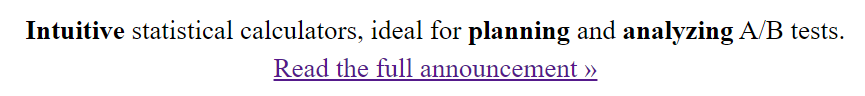 Intuitive statistical calculators, ideal for planning and analyzing A/B tests.
Read the full announcement »